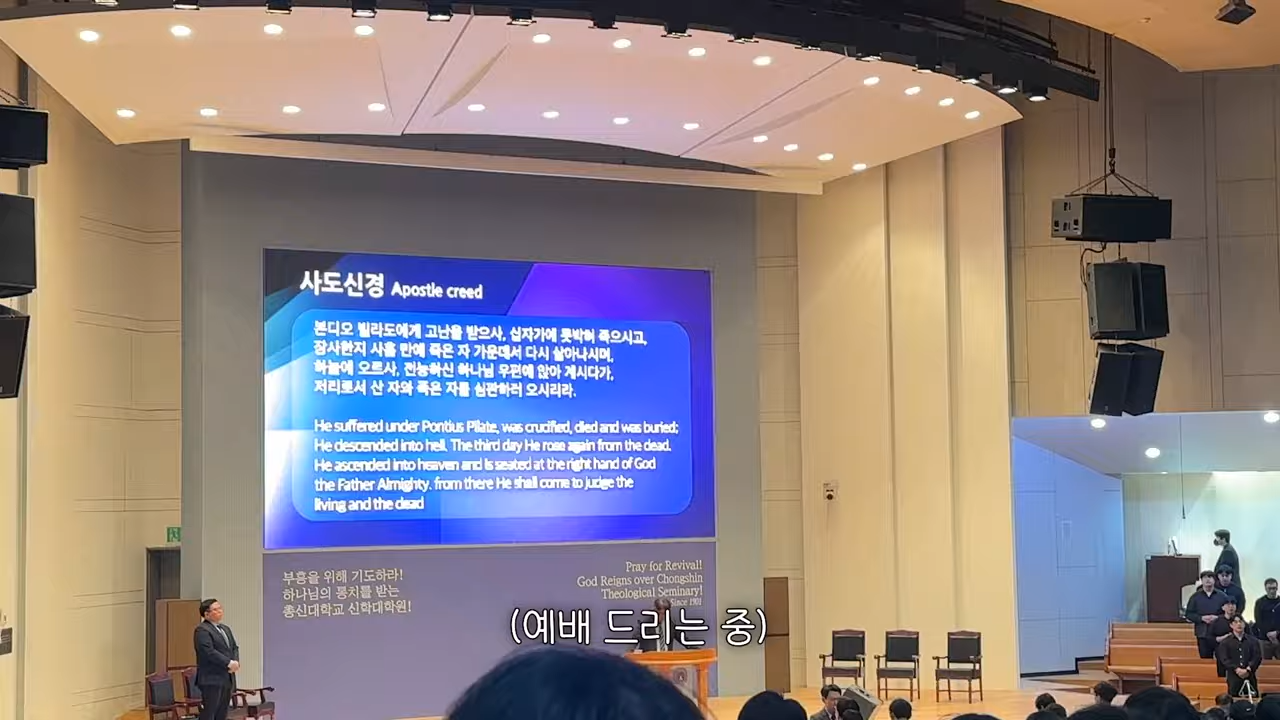 사도신경 Apostle creed
본디오 빌라도에게 고난을 받으사, 십자가에 못박혀 죽으시고,
장사한지 사흘 만에 죽은 자 가운데서 다시 살아나시며,
하늘에 오르사, 전능하신 하나님 우편에 앉아 계시다가,
저리로서 산 자와 죽은 자를 심판하러 오시리라.
He suffered under Pontius Pilate, was crucified, died and was buried;
He descended into hell. The third day He rose again from the dead.
He ascended into heaven and is seated at the right hand of God
the Father Almighty. from there He shall come to judge the
living and the dead
부흥을 위해 기도하라!
하나님의 통치를 받는
총신대학교 신학대학원!
Pray for Revival!
God Reigns over Chongshin
Theological Seminary!
Since 1901
(예배 드리는 중)